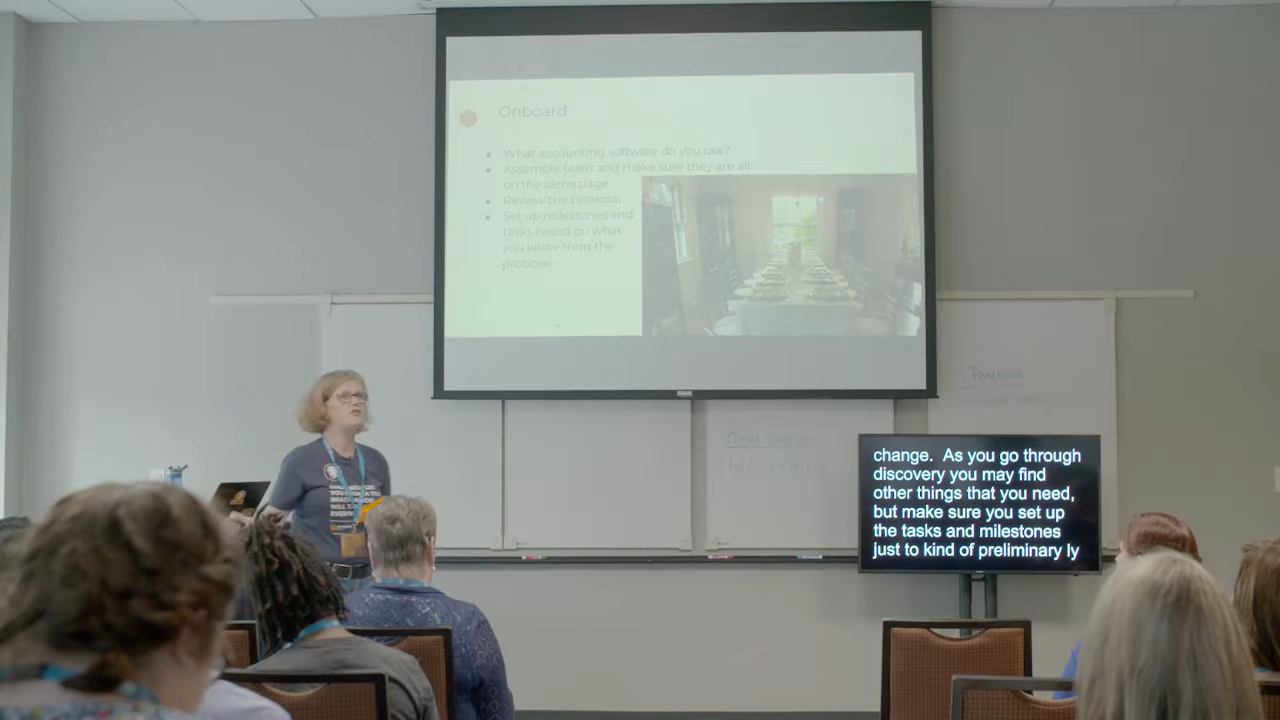 Onboard
What accounting software do you use?
Assemble team and make sure they are all
on the same page
Review the proposal
Set up milestones and
tasks based on what
you know from the
proposal
change.  As you go through
discovery you may find
other things that you need,
but make sure you set up
the tasks and milestones
just to kind of preliminary ly